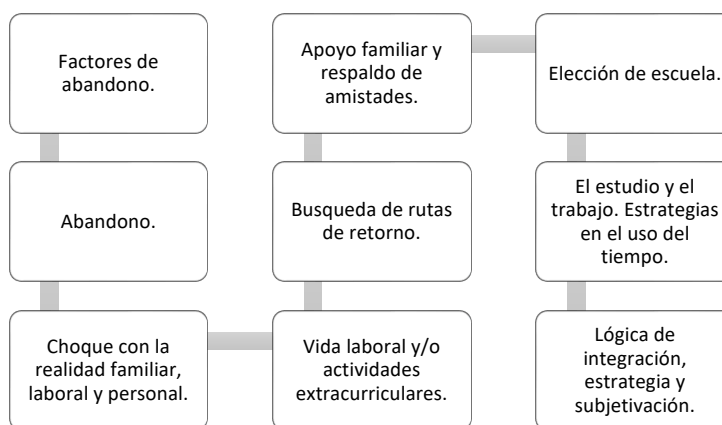 Factores de
abandono.
Abandono.
Choque con la
realidad familiar,
laboral y personal.
Vida laboral y/o
actividades
extracurriculares.
Busqueda de rutas
de retorno.
Apoyo familiar y
respaldo de
amistades.
Elección de escuela.
El estudio y el
trabajo. Estrategias
en el uso del
tiempo.
Lógica de
integración,
estrategia y
subjetivación.